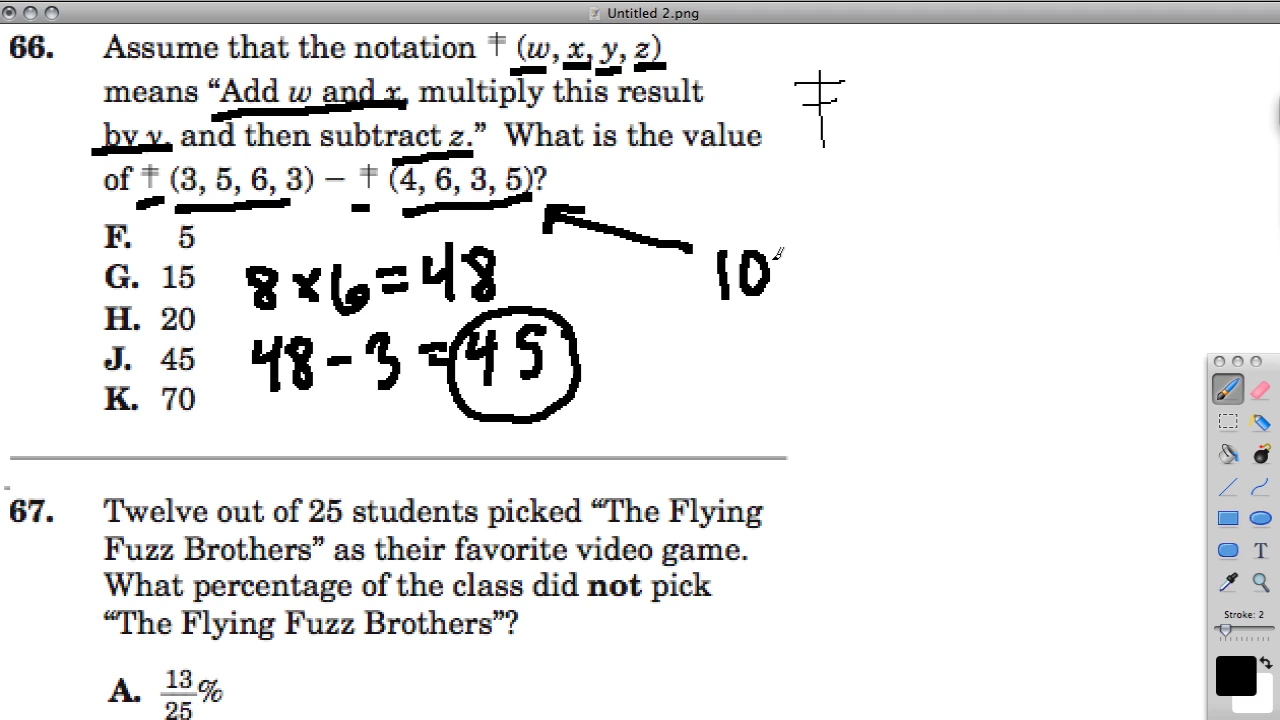 Untitled 2.png
66. Assume that the notation ‡ (w, x, y, z)
means “Add w and x, multiply this result
by y, and then subtract z.” What is the value
of ‡ (3, 5, 6, 3) − ‡ (4, 6, 3, 5)?
F. 5
G. 15
H. 20
J. 45
K. 70
8 × 6 = 48
48 - 3 = 45
10
‡
67. Twelve out of 25 students picked “The Flying
Fuzz Brothers” as their favorite video game.
What percentage of the class did not pick
“The Flying Fuzz Brothers”?
A. 13/25%
T
Stroke: 2